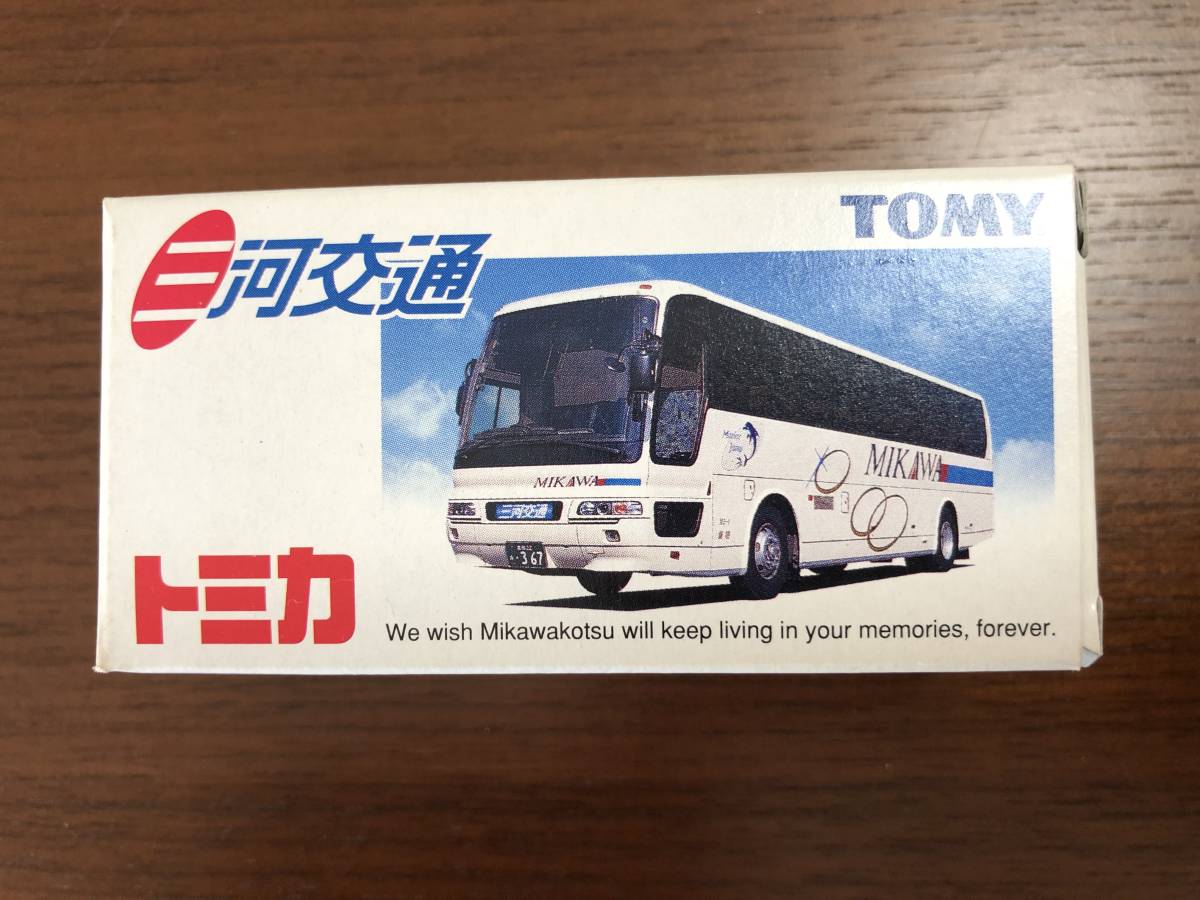 三河交通
TOMY
MIKAWA
MIKAWA
三河交通
367
トミカ
We wish Mikawakotsu will keep living in your memories, forever.